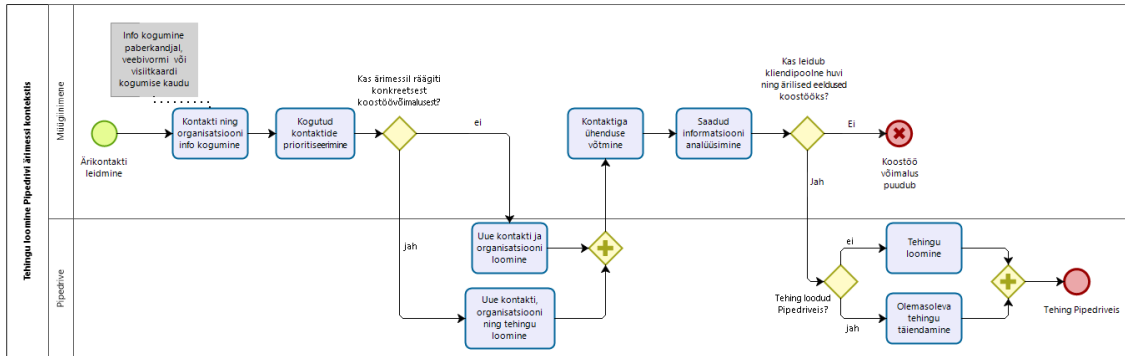 Tehingu loomine Pipedrivi ärimessi kontekstis
Müüginimene
Info kogumine
paberkandjal,
veebivormi või
visiitkaardi
kogumise kaudu
Ärikontakti
leidmine
Kontakti ning
organisatsiooni
info kogumine
Kogutud
kontaktide
prioritiseerimine
Kas ärimessil räägiti
konkreetsest
koostöövõimalusest?
ei
jah
Kontaktiga
ühenduse
võtmine
Saadud
informatsiooni
analüüsimine
Kas leidub
kliendipoolne huvi
ning ärilised eeldused
koostööks?
Ei
Jah
Koostöö
võimalus
puudub
Pipedrive
Uue kontakti ja
organisatsiooni
loomine
Uue kontakti,
organisatsiooni
ning tehingu
loomine
Tehing loodud
Pipedriveis?
ei
jah
Tehingu
loomine
Olemasoleva
tehingu
täiendamine
Tehing Pipedriveis